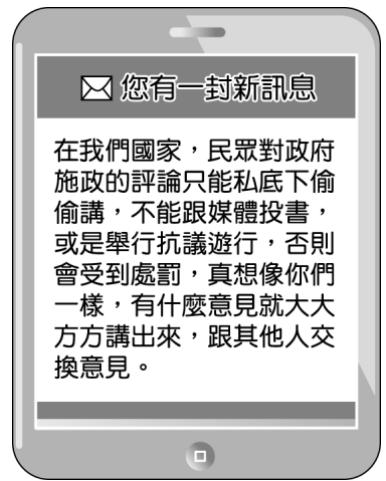 您有一封新訊息
在我們國家，民眾對政府
施政的評論只能私底下偷
偷講，不能跟媒體投書，
或是舉行抗議遊行，否則
會受到處罰，真想像你們
一樣，有什麼意見就大大
方方講出來，跟其他人交
換意見。